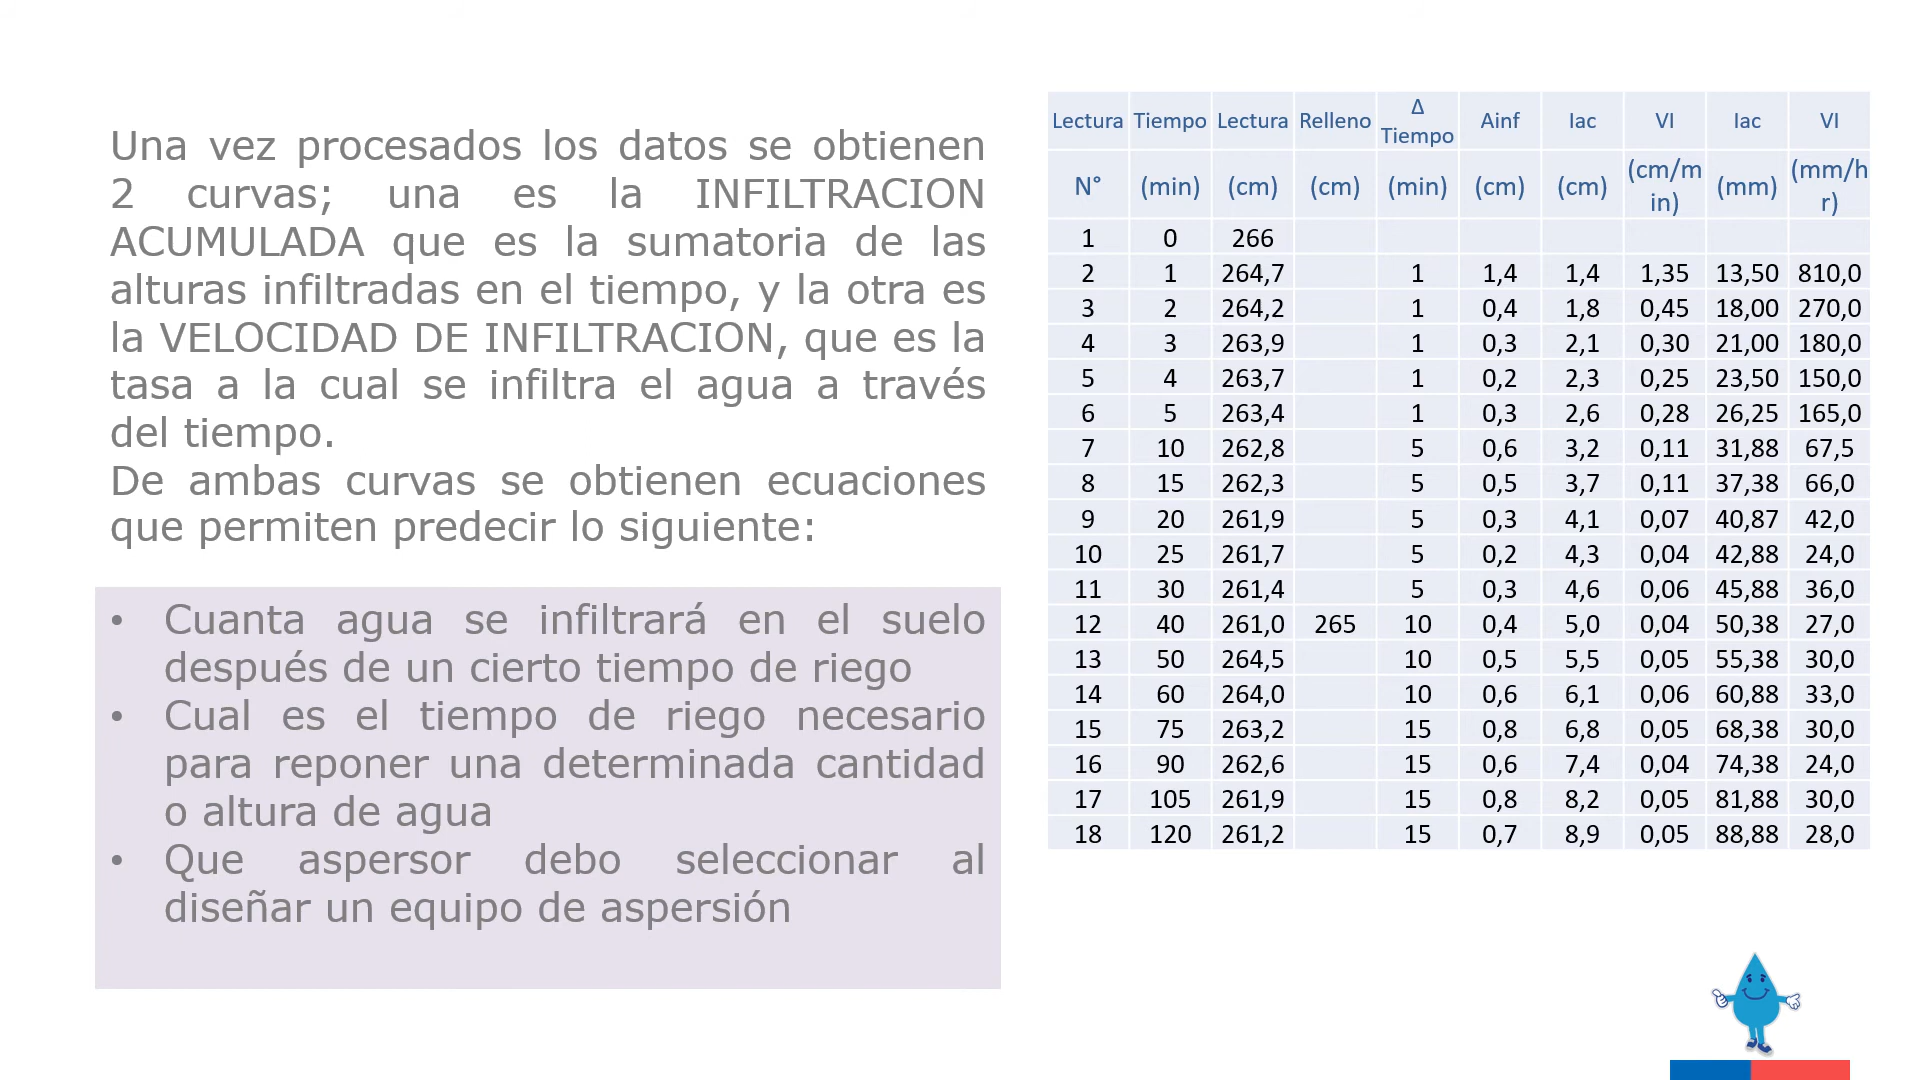 Una vez procesados los datos se obtienen
2 curvas; una es la INFILTRACION
ACUMULADA que es la sumatoria de las
alturas infiltradas en el tiempo, y la otra es
la VELOCIDAD DE INFILTRACION, que es la
tasa a la cual se infiltra el agua a través
del tiempo.
De ambas curvas se obtienen ecuaciones
que permiten predecir lo siguiente:
• Cuanta agua se infiltrará en el suelo
después de un cierto tiempo de riego
• Cual es el tiempo de riego necesario
para reponer una determinada cantidad
o altura de agua
• Que aspersor debo seleccionar al
diseñar un equipo de aspersión
Lectura Tiempo Lectura Relleno Δ Tiempo Ainf Iac VI Iac VI
N° (min) (cm) (cm) (min) (cm) (cm) (cm/min) (mm) (mm/hr)
1 0 266
2 1 264,7 1 1,4 1,4 1,35 13,50 810,0
3 2 264,2 1 0,4 1,8 0,45 18,00 270,0
4 3 263,9 1 0,3 2,1 0,30 21,00 180,0
5 4 263,7 1 0,2 2,3 0,25 23,50 150,0
6 5 263,4 1 0,3 2,6 0,28 26,25 165,0
7 10 262,8 5 0,6 3,2 0,11 31,88 67,5
8 15 262,3 5 0,5 3,7 0,11 37,38 66,0
9 20 261,9 5 0,3 4,1 0,07 40,87 42,0
10 25 261,7 5 0,2 4,3 0,04 42,88 24,0
11 30 261,4 5 0,3 4,6 0,06 45,88 36,0
12 40 261,0 265 10 0,4 5,0 0,04 50,38 27,0
13 50 264,5 10 0,5 5,5 0,05 55,38 30,0
14 60 264,0 10 0,6 6,1 0,06 60,88 33,0
15 75 263,2 15 0,8 6,8 0,05 68,38 30,0
16 90 262,6 15 0,6 7,4 0,04 74,38 24,0
17 105 261,9 15 0,8 8,2 0,05 81,88 30,0
18 120 261,2 15 0,7 8,9 0,05 88,88 28,0